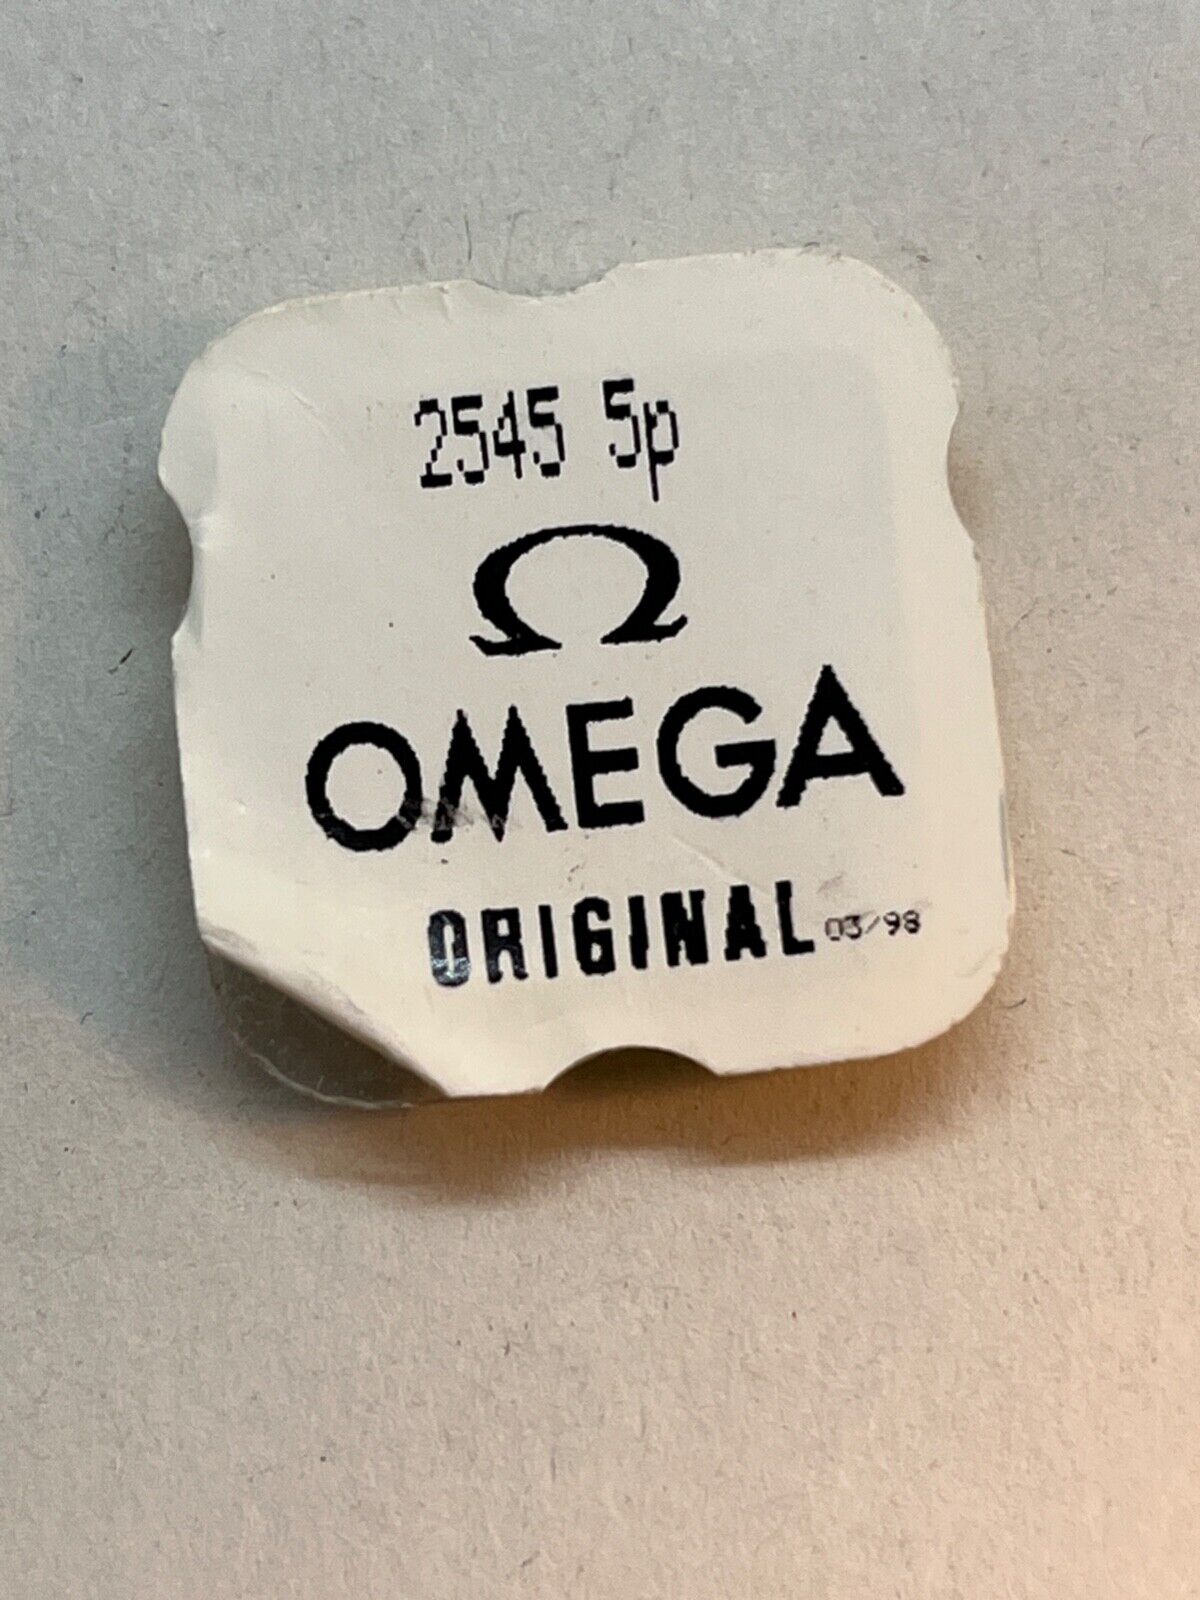 2545 5p
Ω
OMEGA
ORIGINAL 03/98